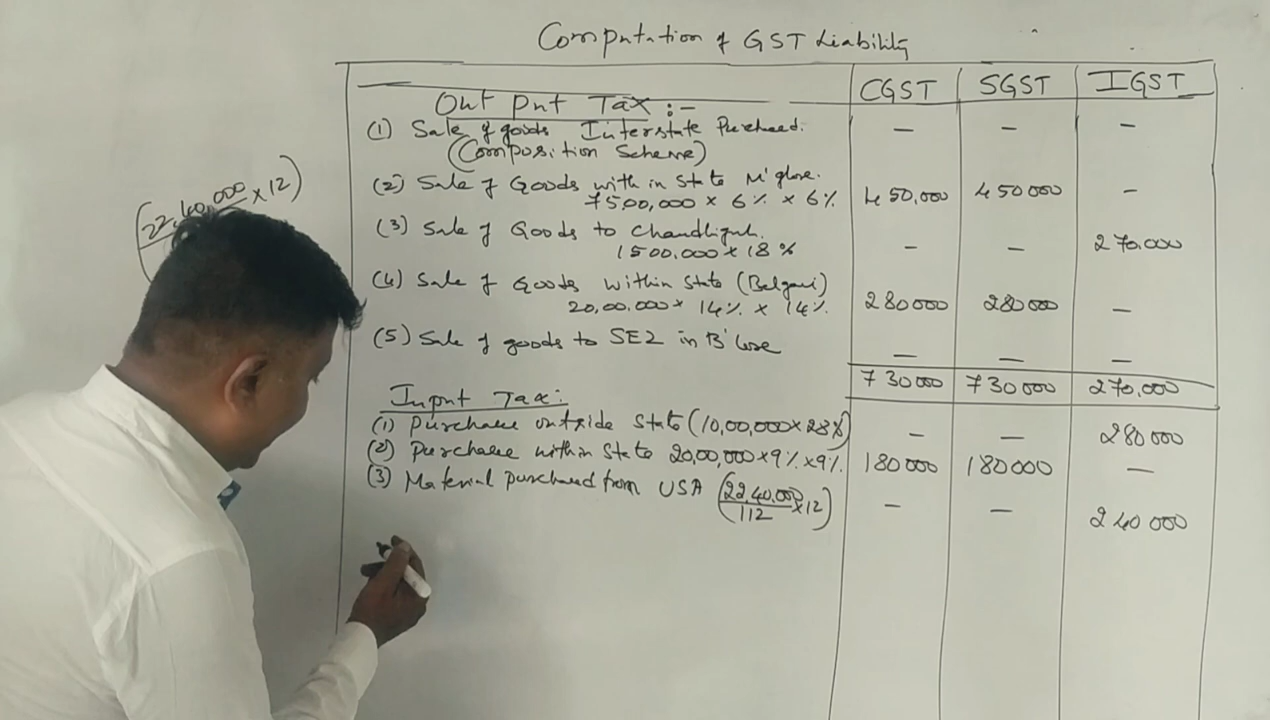 Computation of GST Liability
CGST SGST IGST
Out Put Tax :-
(1) Sale of goods Interstate Purchased. — — —
(Composition Scheme)
(2) Sale of Goods with in State M'glore.
7500,000 × 6% × 6% 450,000 450000 —
(3) Sale of Goods to Chandligrh.
1500,000 × 18% — — 270.000
(4) Sale of Goods within State (Belgavi)
20,00,000 × 14% × 14% 280000 280000 —
(5) Sale of goods to SEZ in B'lore
— — —
730000 730000 270,000
Input Tax:
(1) Purchase outside State (10,00,000×28%) — — 280000
(2) Purchase within State 20,00,000×9%×9% 180000 180000 —
(3) Material purchased from USA (22,40,000/112 ×12) — — 240000
(22,40,000 ×12)